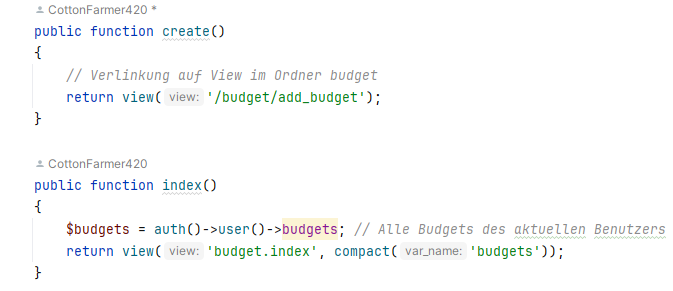 CottonFarmer420 *
public function create()
{
// Verlinkung auf View im Ordner budget
return view( view: '/budget/add_budget');
}
CottonFarmer420
public function index()
{
$budgets = auth()->user()->budgets; // Alle Budgets des aktuellen Benutzers
return view( view: 'budget.index', compact( var_name: 'budgets'));
}